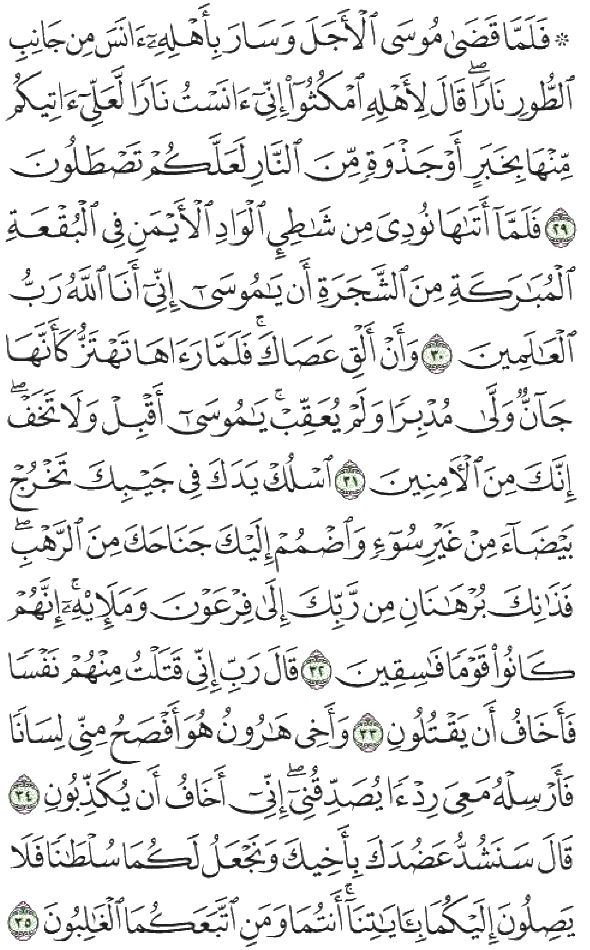 ۞ فَلَمَّا قَضَىٰ مُوسَى ٱلْأَجَلَ وَسَارَ بِأَهْلِهِۦٓ ءَانَسَ مِن جَانِبِ
ٱلطُّورِ نَارًاۖ قَالَ لِأَهْلِهِ ٱمْكُثُوٓا۟ إِنِّىٓ ءَانَسْتُ نَارًا لَّعَلِّىٓ ءَاتِيكُم
مِّنْهَا بِخَبَرٍ أَوْ جَذْوَةٍ مِّنَ ٱلنَّارِ لَعَلَّكُمْ تَصْطَلُونَ
۝٢٩ فَلَمَّآ أَتَىٰهَا نُودِىَ مِن شَـٰطِئِ ٱلْوَادِ ٱلْأَيْمَنِ فِى ٱلْبُقْعَةِ
ٱلْمُبَـٰرَكَةِ مِنَ ٱلشَّجَرَةِ أَن يَـٰمُوسَىٰٓ إِنِّىٓ أَنَا ٱللَّهُ رَبُّ
ٱلْعَـٰلَمِينَ ۝٣٠ وَأَنْ أَلْقِ عَصَاكَۚ فَلَمَّا رَءَاهَا تَهْتَزُّ كَأَنَّهَا
جَآنٌّ وَلَّىٰ مُدْبِرًا وَلَمْ يُعَقِّبْۚ يَـٰمُوسَىٰٓ أَقْبِلْ وَلَا تَخَفْۖ
إِنَّكَ مِنَ ٱلْـَٔامِنِينَ ۝٣١ ٱسْلُكْ يَدَكَ فِى جَيْبِكَ تَخْرُجْ
بَيْضَآءَ مِنْ غَيْرِ سُوٓءٍ وَٱضْمُمْ إِلَيْكَ جَنَاحَكَ مِنَ ٱلرَّهْبِۖ
فَذَٰنِكَ بُرْهَـٰنَانِ مِن رَّبِّكَ إِلَىٰ فِرْعَوْنَ وَمَلَإِي۟هِۦٓۚ إِنَّهُمْ
كَانُوا۟ قَوْمًا فَـٰسِقِينَ ۝٣٢ قَالَ رَبِّ إِنِّى قَتَلْتُ مِنْهُمْ نَفْسًا
فَأَخَافُ أَن يَقْتُلُونِ ۝٣٣ وَأَخِى هَـٰرُونُ هُوَ أَفْصَحُ مِنِّى لِسَانًا
فَأَرْسِلْهُ مَعِىَ رِدْءًا يُصَدِّقُنِىٓۖ إِنِّىٓ أَخَافُ أَن يُكَذِّبُونِ ۝٣٤
قَالَ سَنَشُدُّ عَضُدَكَ بِأَخِيكَ وَنَجْعَلُ لَكُمَا سُلْطَـٰنًا فَلَا
يَصِلُونَ إِلَيْكُمَا بِـَٔايَـٰتِنَآۚ أَنتُمَا وَمَنِ ٱتَّبَعَكُمَا ٱلْغَـٰلِبُونَ ۝٣٥